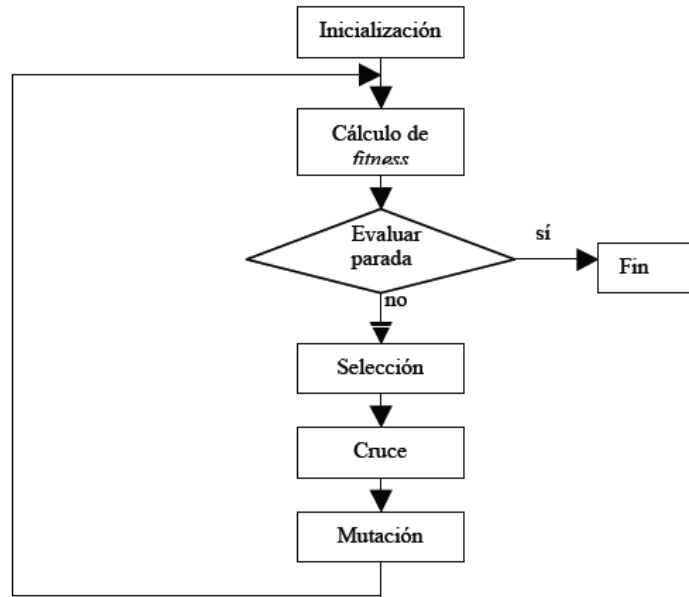 Inicialización
Cálculo de
fitness
Evaluar
parada
sí
Fin
no
Selección
Cruce
Mutación